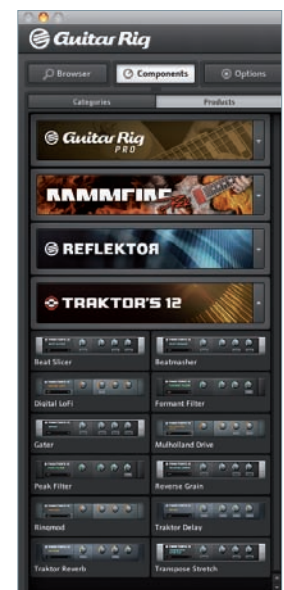 Guitar Rig
Browser Components Options
Categories Products
Guitar Rig
PRO
RAMMFIRE
REFLEKTOR
TRAKTOR'S 12
Beat Slicer Beatmasher
Digital LoFi Formant Filter
Gater Mulholland Drive
Peak Filter Reverse Grain
Ringmod Traktor Delay
Traktor Reverb Transpose Stretch